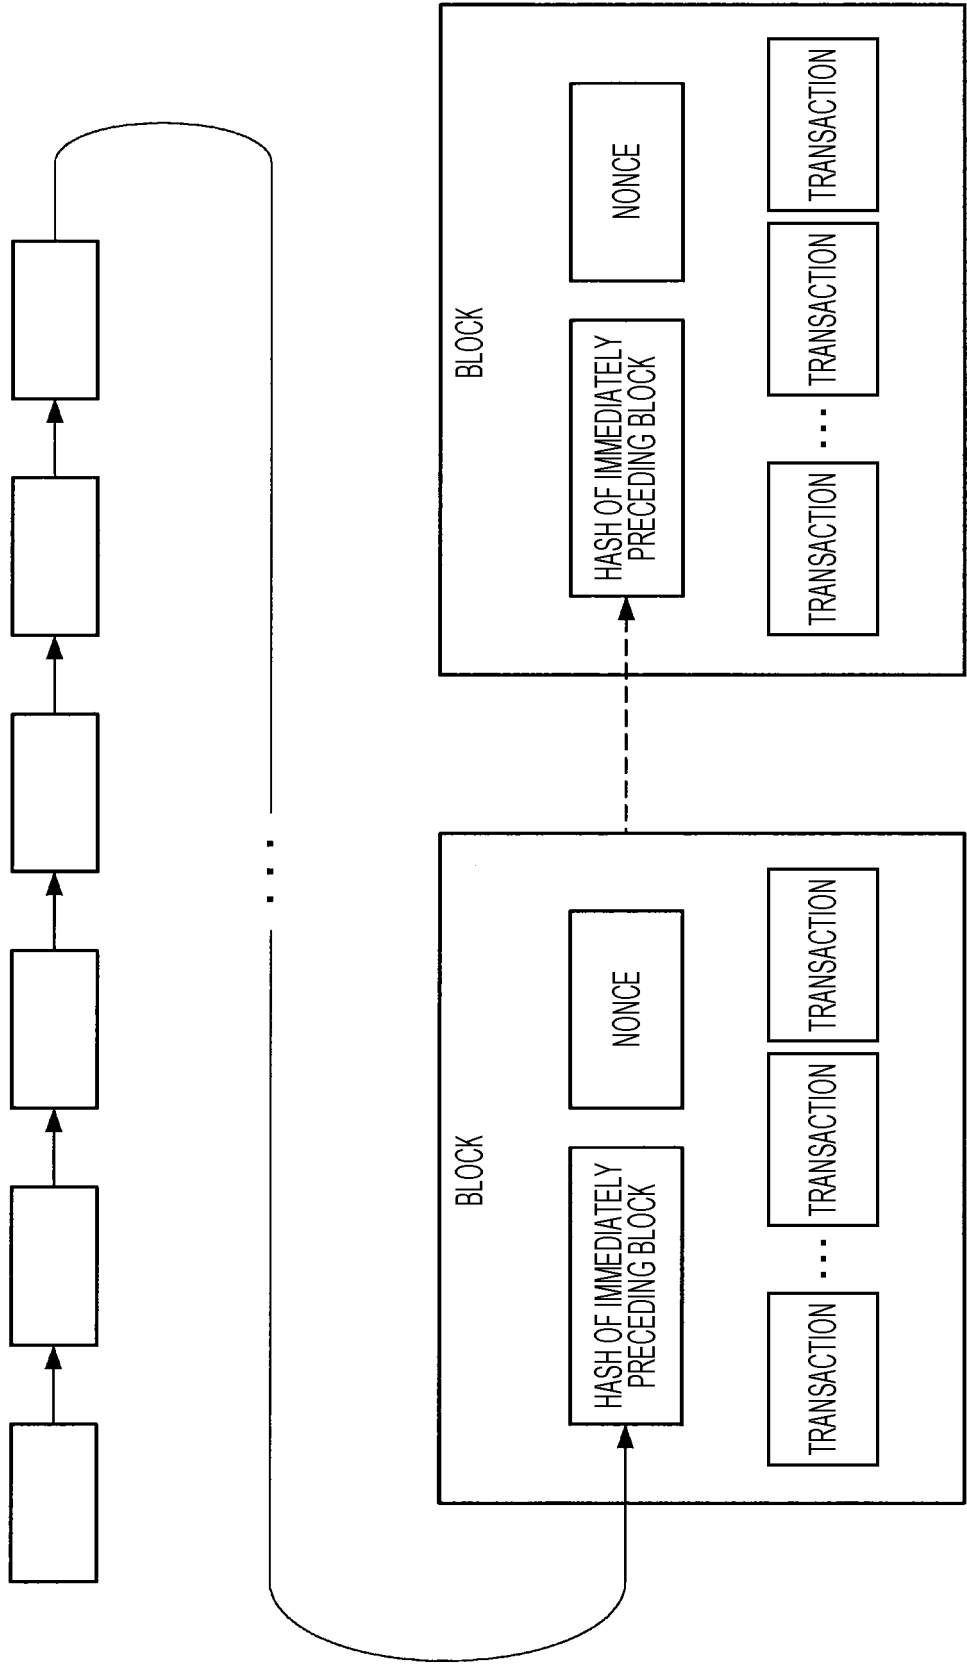 BLOCK
HASH OF IMMEDIATELY
PRECEDING BLOCK
NONCE
TRANSACTION
...
TRANSACTION
TRANSACTION
BLOCK
HASH OF IMMEDIATELY
PRECEDING BLOCK
NONCE
TRANSACTION
...
TRANSACTION
TRANSACTION